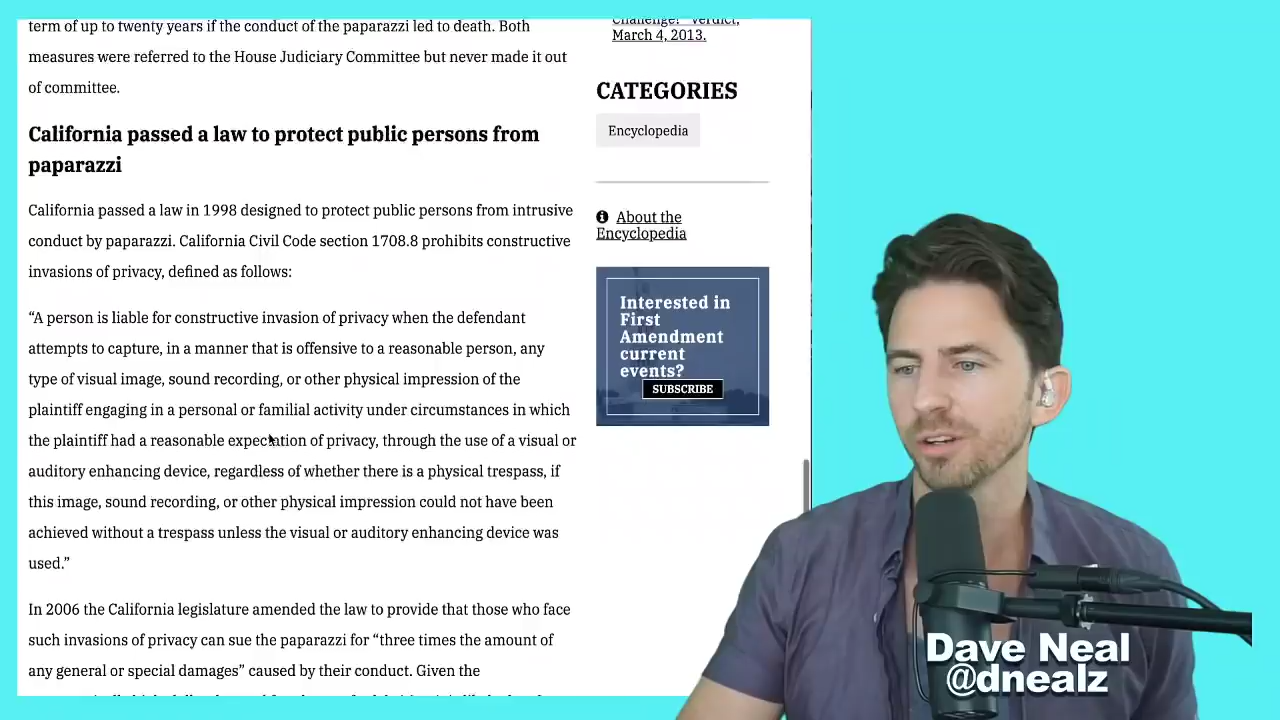 term of up to twenty years if the conduct of the paparazzi led to death. Both
measures were referred to the House Judiciary Committee but never made it out
of committee.
California passed a law to protect public persons from
paparazzi
California passed a law in 1998 designed to protect public persons from intrusive
conduct by paparazzi. California Civil Code section 1708.8 prohibits constructive
invasions of privacy, defined as follows:
“A person is liable for constructive invasion of privacy when the defendant
attempts to capture, in a manner that is offensive to a reasonable person, any
type of visual image, sound recording, or other physical impression of the
plaintiff engaging in a personal or familial activity under circumstances in which
the plaintiff had a reasonable expectation of privacy, through the use of a visual or
auditory enhancing device, regardless of whether there is a physical trespass, if
this image, sound recording, or other physical impression could not have been
achieved without a trespass unless the visual or auditory enhancing device was
used.”
In 2006 the California legislature amended the law to provide that those who face
such invasions of privacy can sue the paparazzi for “three times the amount of
any general or special damages” caused by their conduct. Given the
Challenge?” Verdict,
March 4, 2013.
CATEGORIES
Encyclopedia
About the
Encyclopedia
Interested in
First
Amendment
current
events?
SUBSCRIBE
Dave Neal
@dnealz